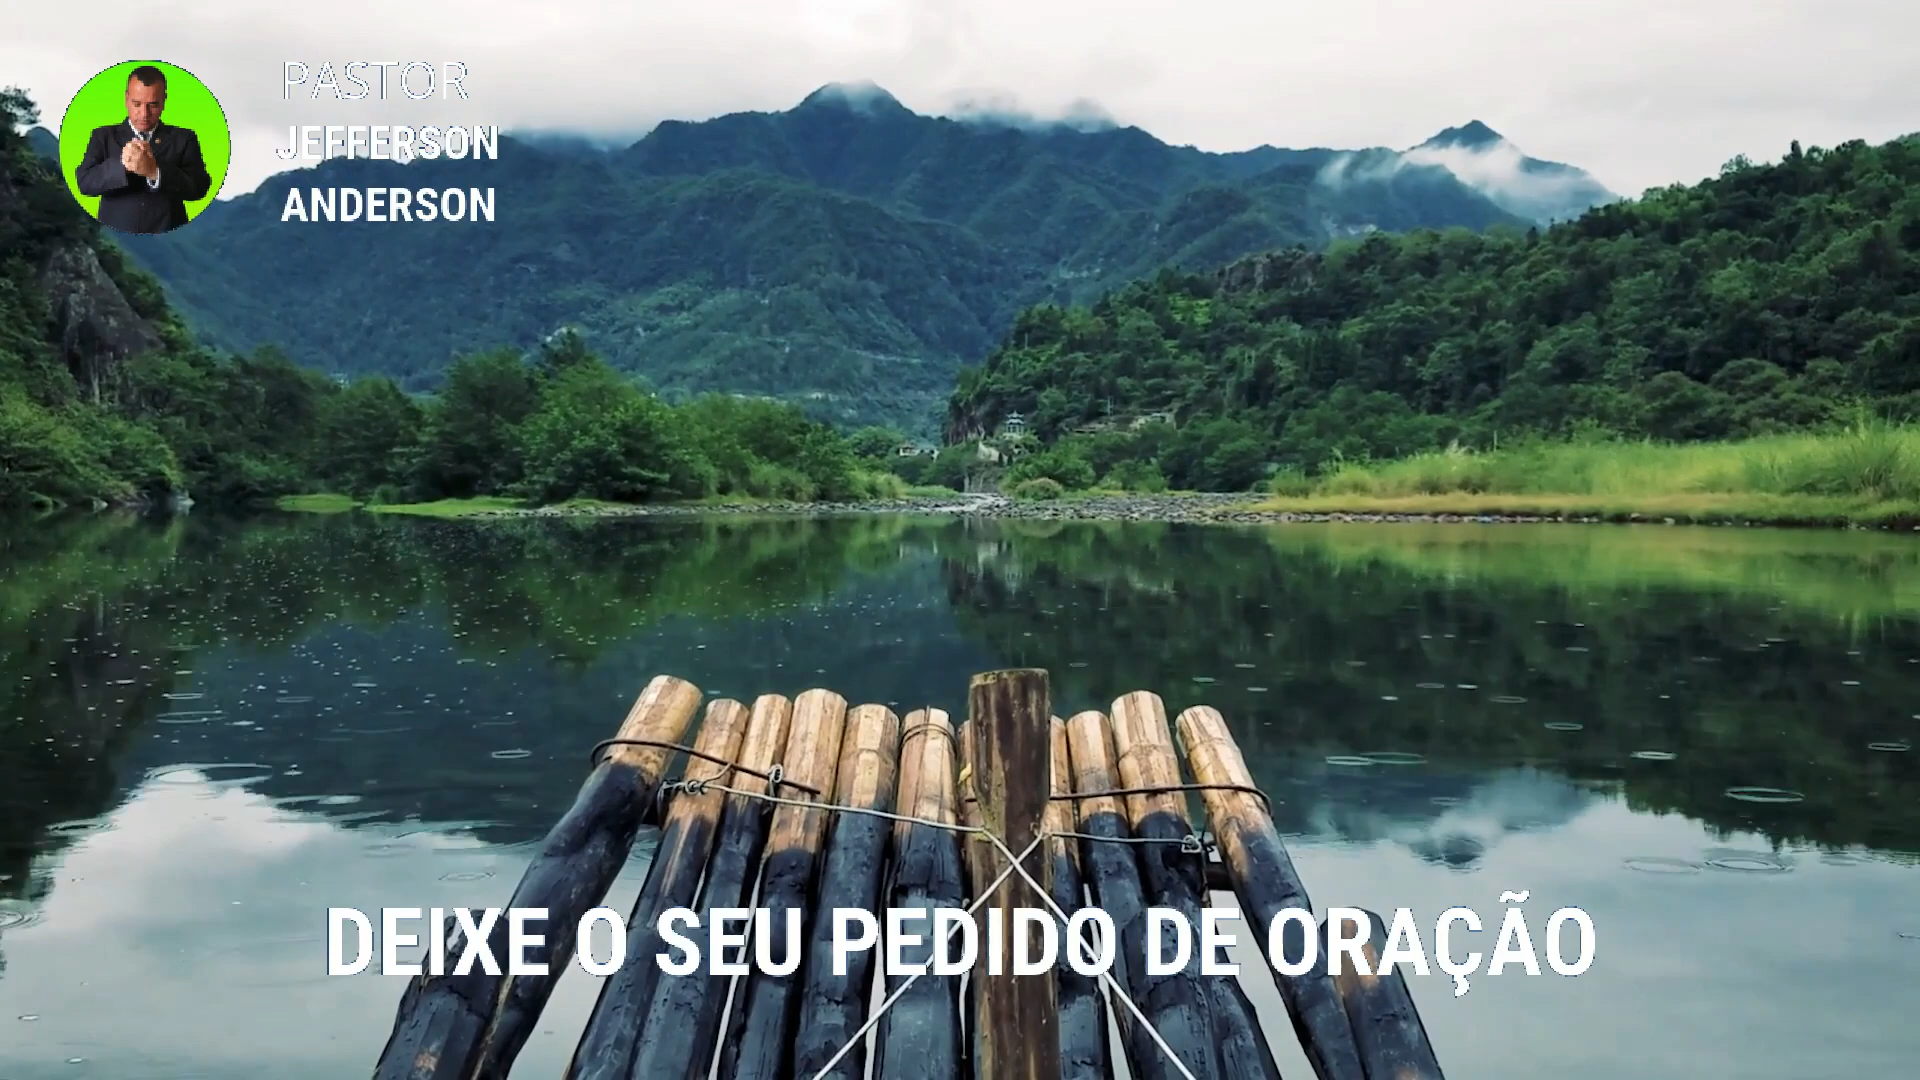 PASTOR
JEFFERSON
ANDERSON
DEIXE O SEU PEDIDO DE ORAÇÃO